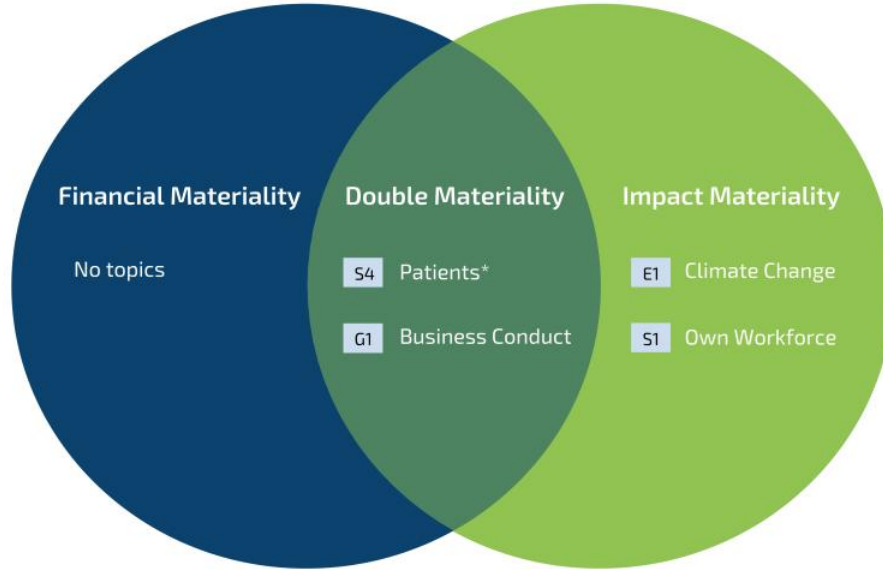 Financial Materiality
No topics
Double Materiality
S4 Patients*
G1 Business Conduct
Impact Materiality
E1 Climate Change
S1 Own Workforce